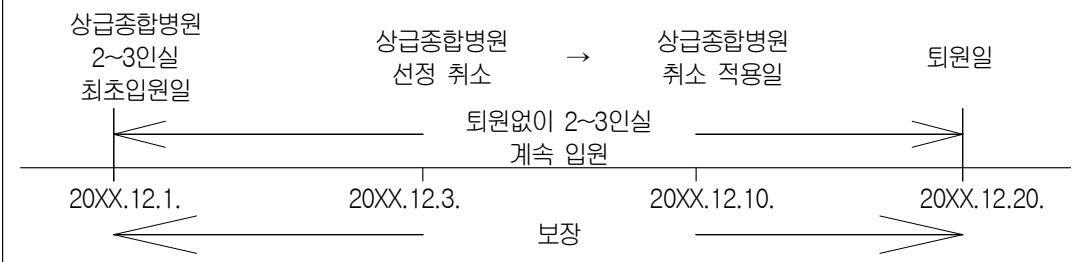 상급종합병원
2~3인실
최초입원일
상급종합병원
선정 취소
→
상급종합병원
취소 적용일
퇴원일
퇴원없이 2~3인실
계속 입원
20XX.12.1.
20XX.12.3.
20XX.12.10.
20XX.12.20.
보장